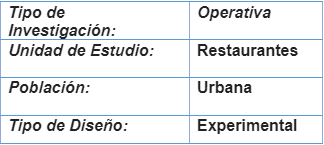 Tipo de Operativa
Investigación:
Unidad de Estudio: Restaurantes
Población: Urbana
Tipo de Diseño: Experimental